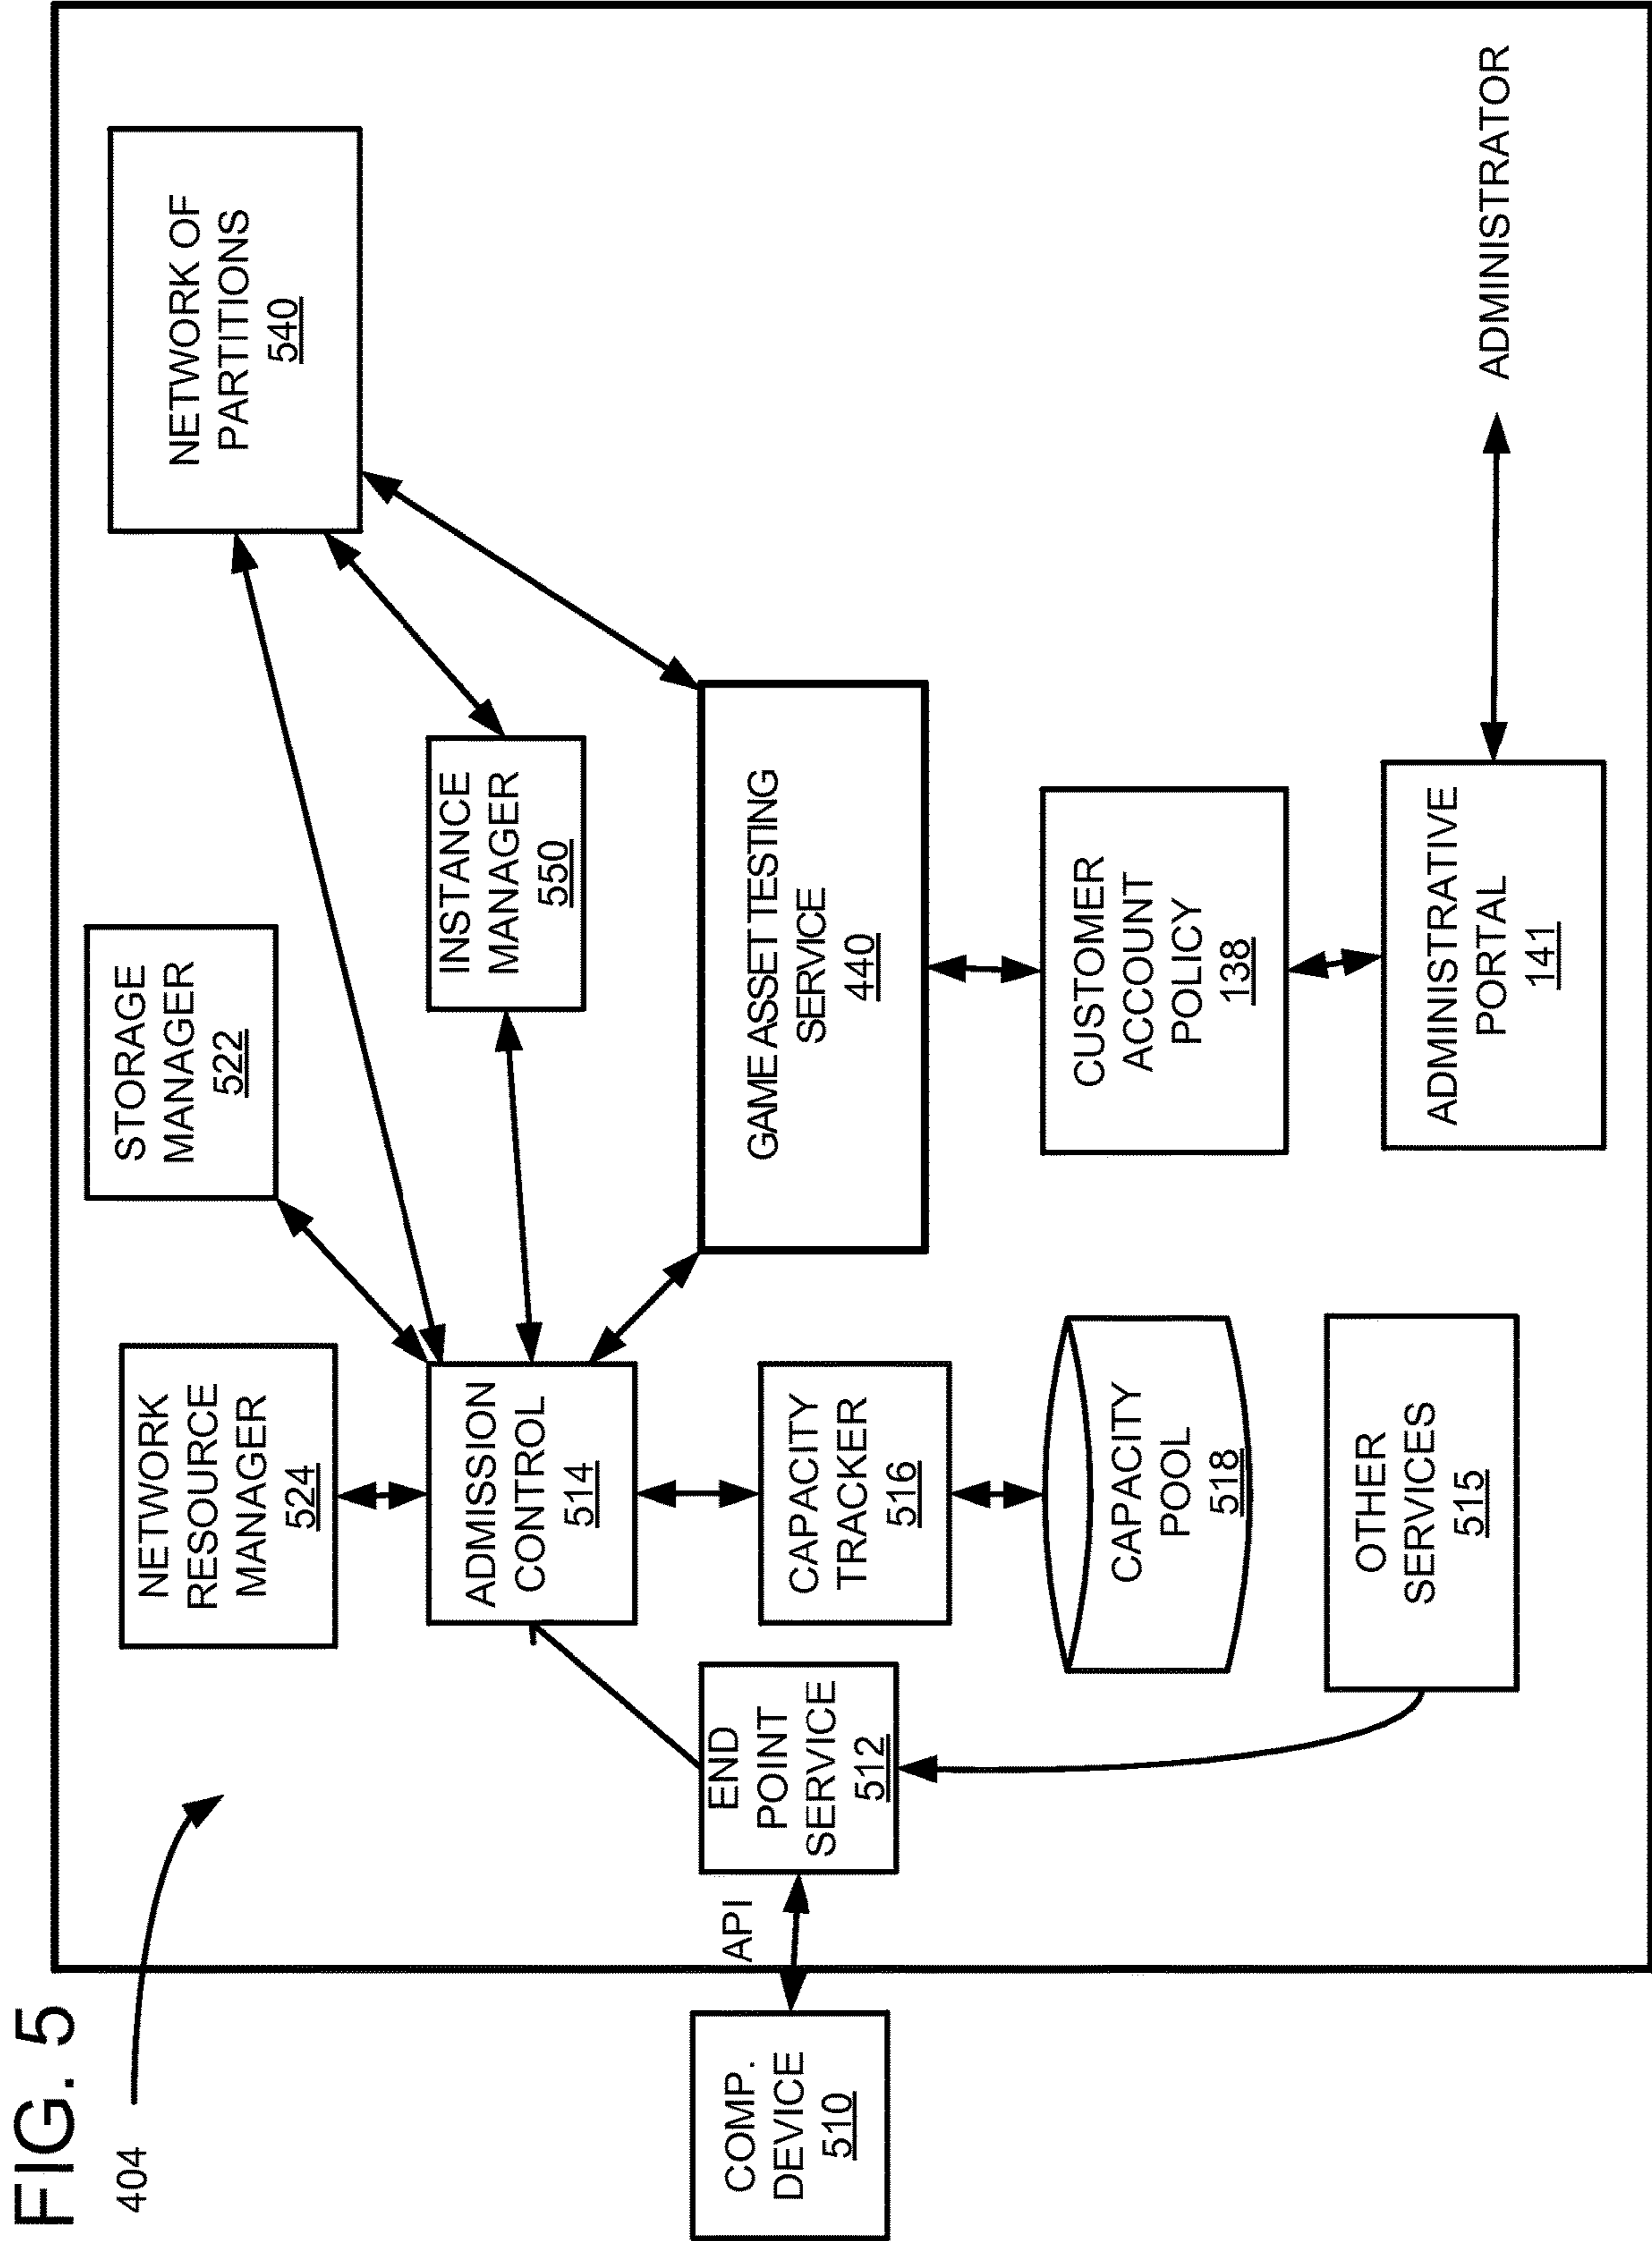 FIG. 5
404
COMP.
DEVICE
510
API
END
POINT
SERVICE
512
NETWORK
RESOURCE
MANAGER
524
ADMISSION
CONTROL
514
CAPACITY
TRACKER
516
CAPACITY
POOL
518
OTHER
SERVICES
515
STORAGE
MANAGER
522
INSTANCE
MANAGER
550
GAME ASSET TESTING
SERVICE
440
CUSTOMER
ACCOUNT
POLICY
138
ADMINISTRATIVE
PORTAL
141
NETWORK OF
PARTITIONS
540
ADMINISTRATOR